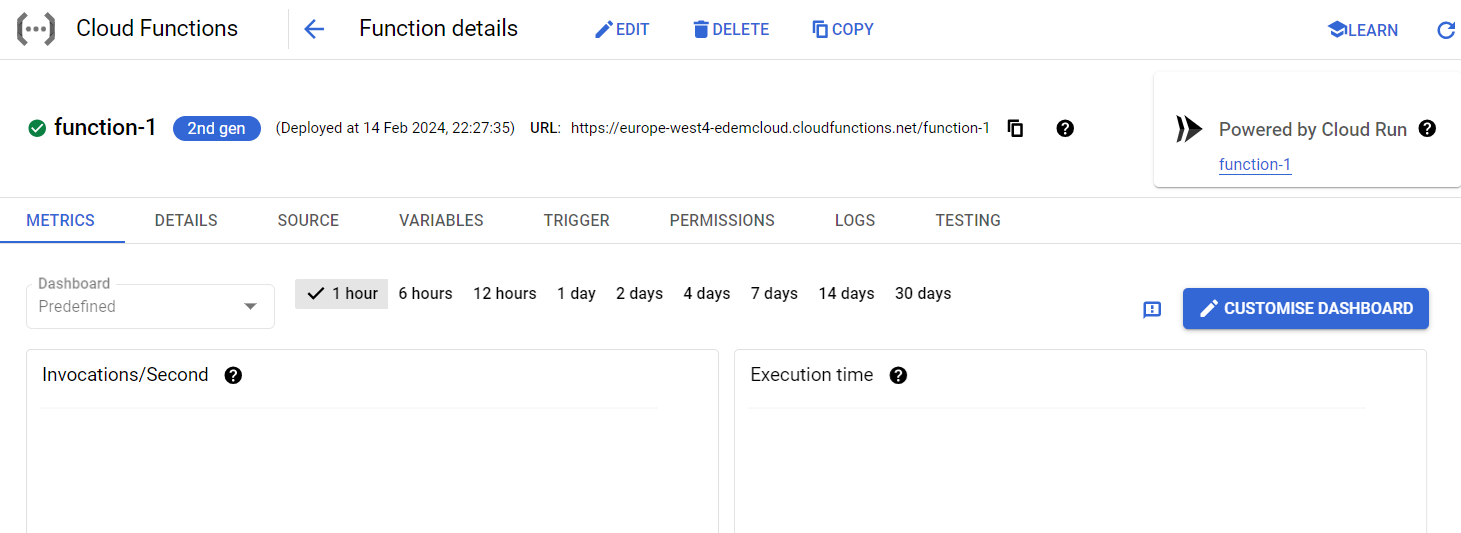 Cloud Functions
Function details
EDIT
DELETE
COPY
LEARN
function-1
2nd gen
(Deployed at 14 Feb 2024, 22:27:35)
URL: https://europe-west4-edemcloud.cloudfunctions.net/function-1
Powered by Cloud Run
function-1
METRICS
DETAILS
SOURCE
VARIABLES
TRIGGER
PERMISSIONS
LOGS
TESTING
Dashboard
Predefined
1 hour
6 hours
12 hours
1 day
2 days
4 days
7 days
14 days
30 days
CUSTOMISE DASHBOARD
Invocations/Second
Execution time